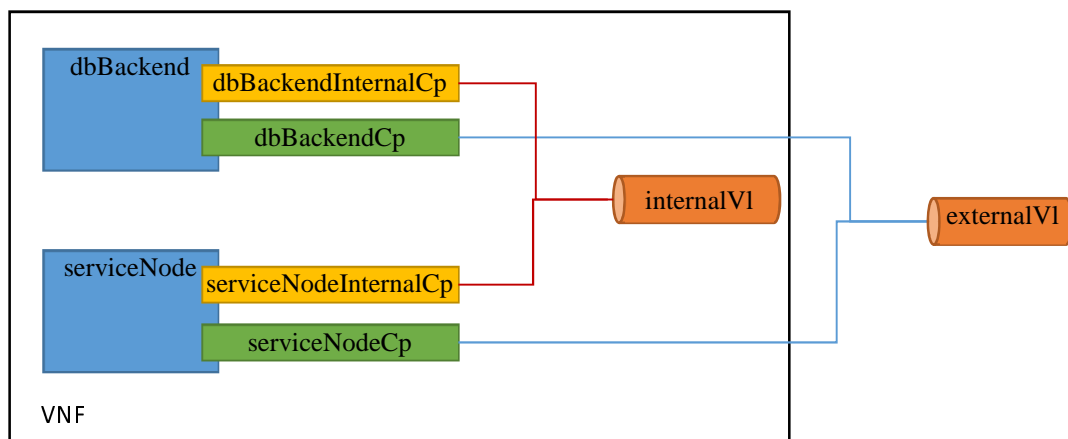 dbBackend
dbBackendInternalCp
dbBackendCp
internalVl
externalVl
serviceNode
serviceNodeInternalCp
serviceNodeCp
VNF